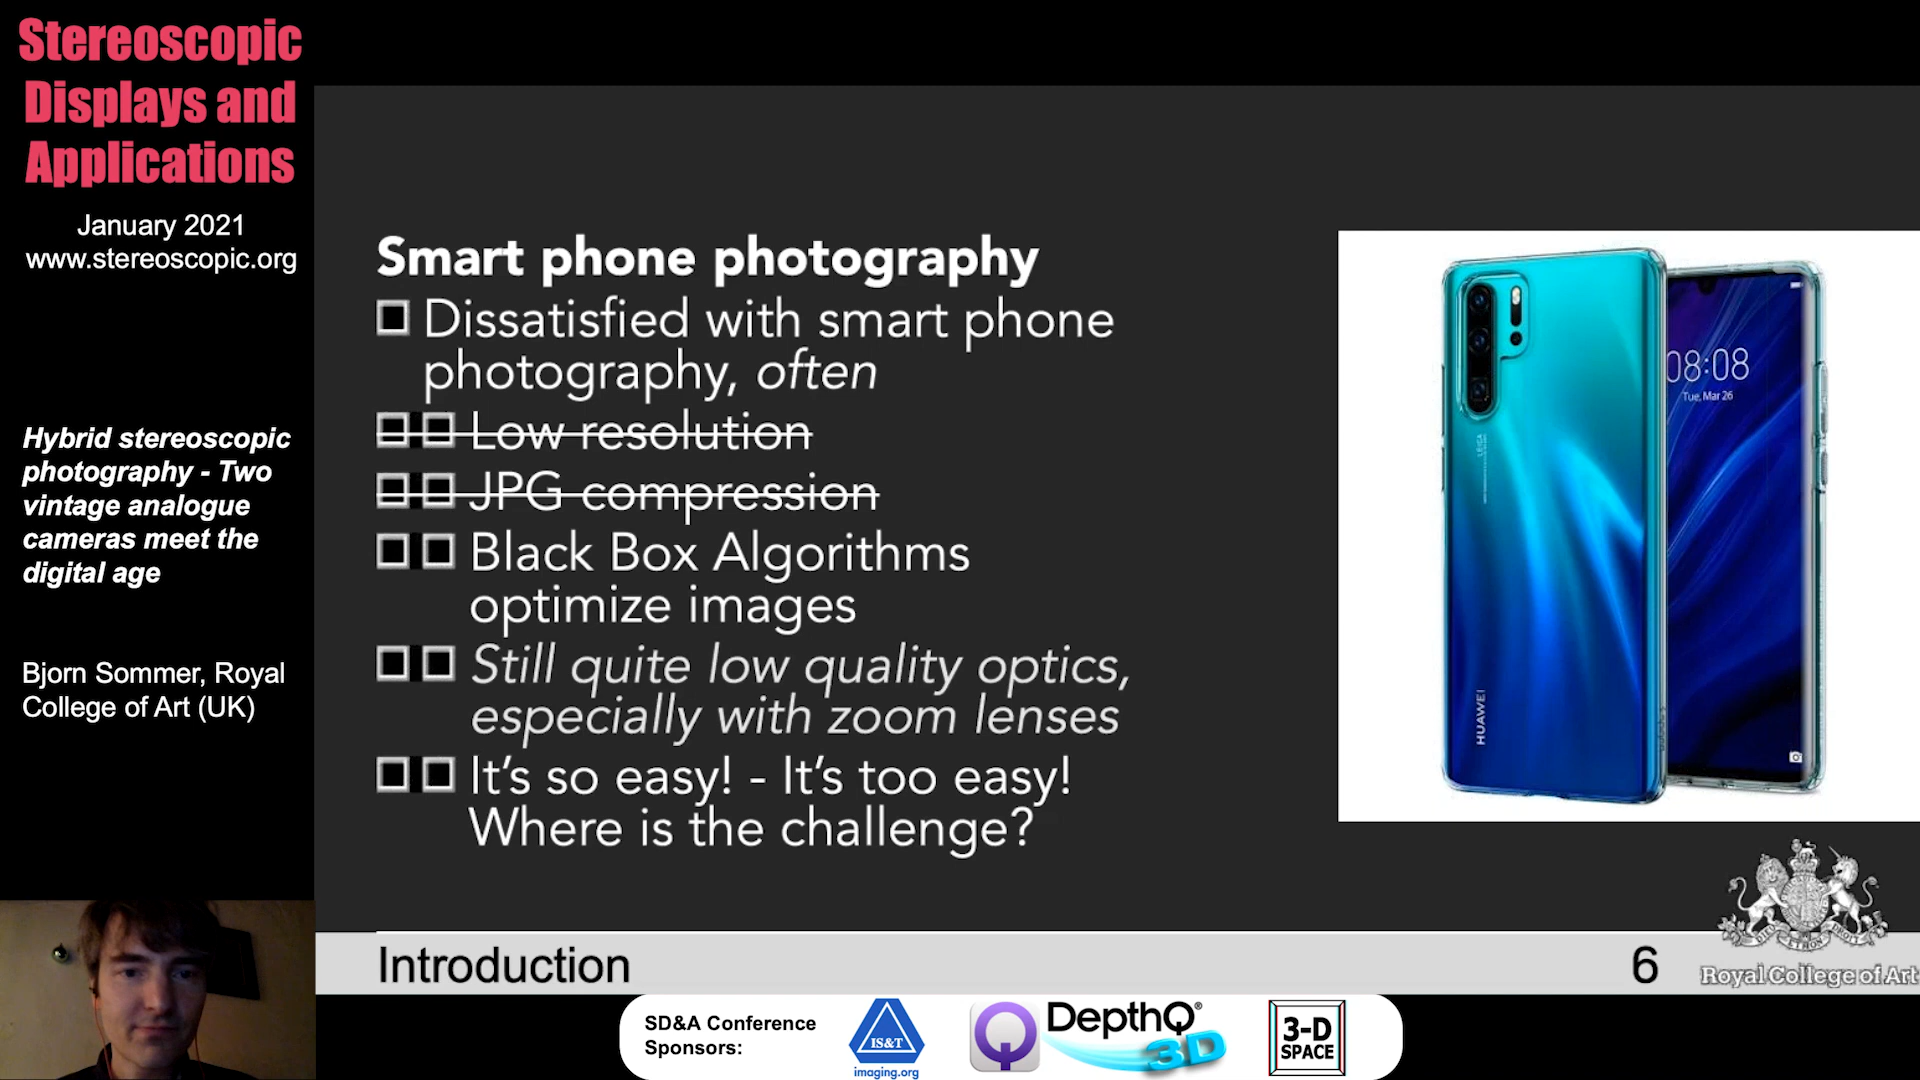 Stereoscopic
Displays and
Applications
January 2021
www.stereoscopic.org
Hybrid stereoscopic
photography - Two
vintage analogue
cameras meet the
digital age
Bjorn Sommer, Royal
College of Art (UK)
Smart phone photography
Dissatisfied with smart phone
photography, often
Low resolution
JPG compression
Black Box Algorithms
optimize images
Still quite low quality optics,
especially with zoom lenses
It's so easy! - It's too easy!
Where is the challenge?
LEICA
HUAWEI
08:08
Tue, Mar 26
Introduction
6
Royal College of Art
SD&A Conference
Sponsors:
IS&T
imaging.org
DepthQ®
3D
3-D
SPACE